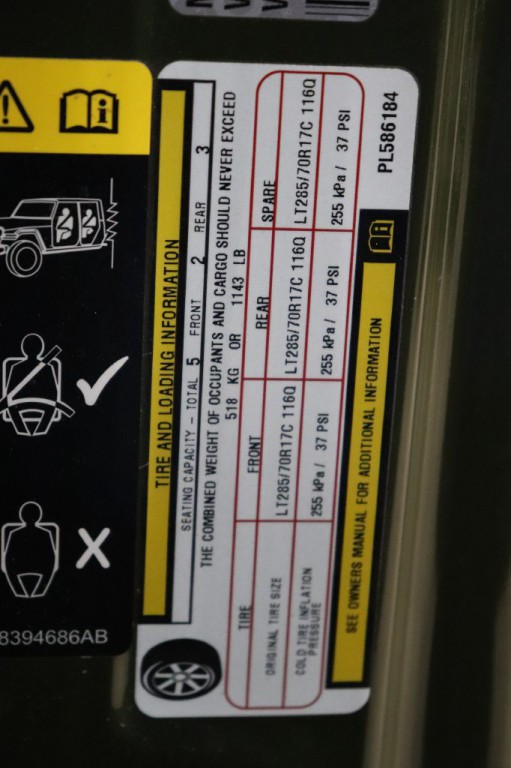 TIRE AND LOADING INFORMATION
SEATING CAPACITY – TOTAL 5 FRONT 2 REAR 3
THE COMBINED WEIGHT OF OCCUPANTS AND CARGO SHOULD NEVER EXCEED
518 KG OR 1143 LB
TIRE FRONT REAR SPARE
ORIGINAL TIRE SIZE LT285/70R17C 116Q LT285/70R17C 116Q LT285/70R17C 116Q
COLD TIRE INFLATION
PRESSURE
255 kPa / 37 PSI 255 kPa / 37 PSI 255 kPa / 37 PSI
SEE OWNERS MANUAL FOR ADDITIONAL INFORMATION
PL586184
8394686AB